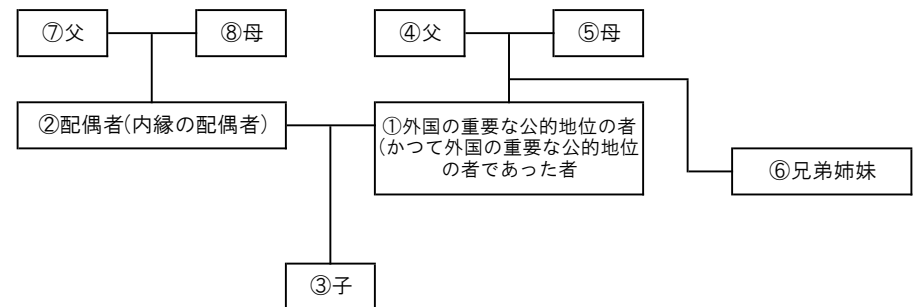 ⑦父
⑧母
④父
⑤母
②配偶者(内縁の配偶者)
①外国の重要な公的地位の者
(かつて外国の重要な公的地位
の者であった者
⑥兄弟姉妹
③子